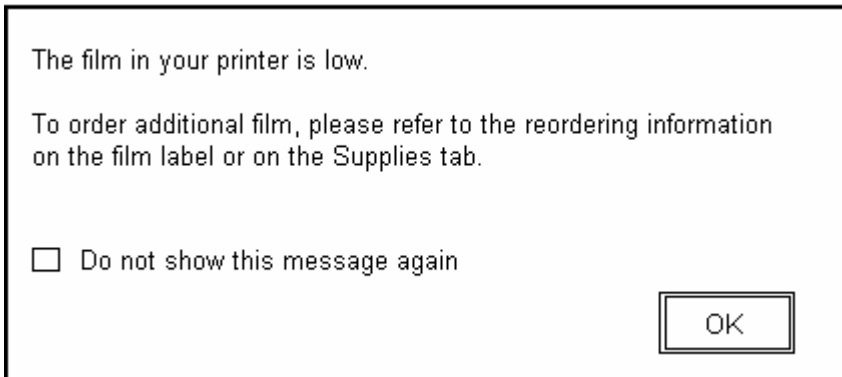 The film in your printer is low.
To order additional film, please refer to the reordering information
on the film label or on the Supplies tab.
Do not show this message again
OK